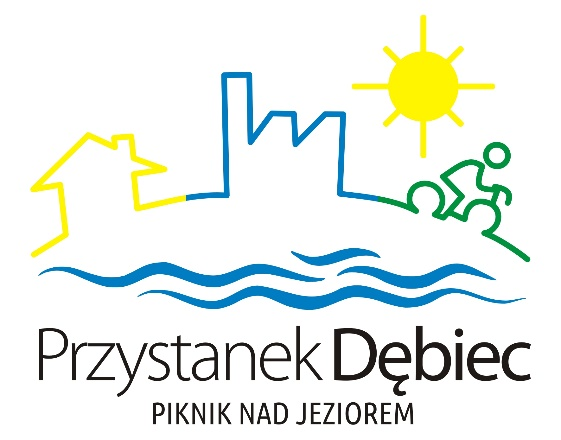 Przystanek Dębiec
PIKNIK NAD JEZIOREM